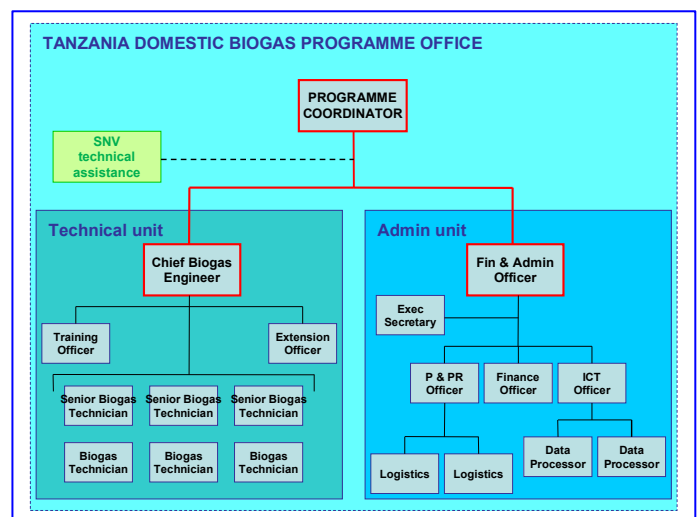 TANZANIA DOMESTIC BIOGAS PROGRAMME OFFICE
PROGRAMME
COORDINATOR
SNV
technical
assistance
Technical unit
Chief Biogas
Engineer
Training
Officer
Extension
Officer
Senior Biogas
Technician
Senior Biogas
Technician
Senior Biogas
Technician
Biogas
Technician
Biogas
Technician
Biogas
Technician
Admin unit
Fin & Admin
Officer
Exec
Secretary
P & PR
Officer
Finance
Officer
ICT
Officer
Logistics
Logistics
Data
Processor
Data
Processor